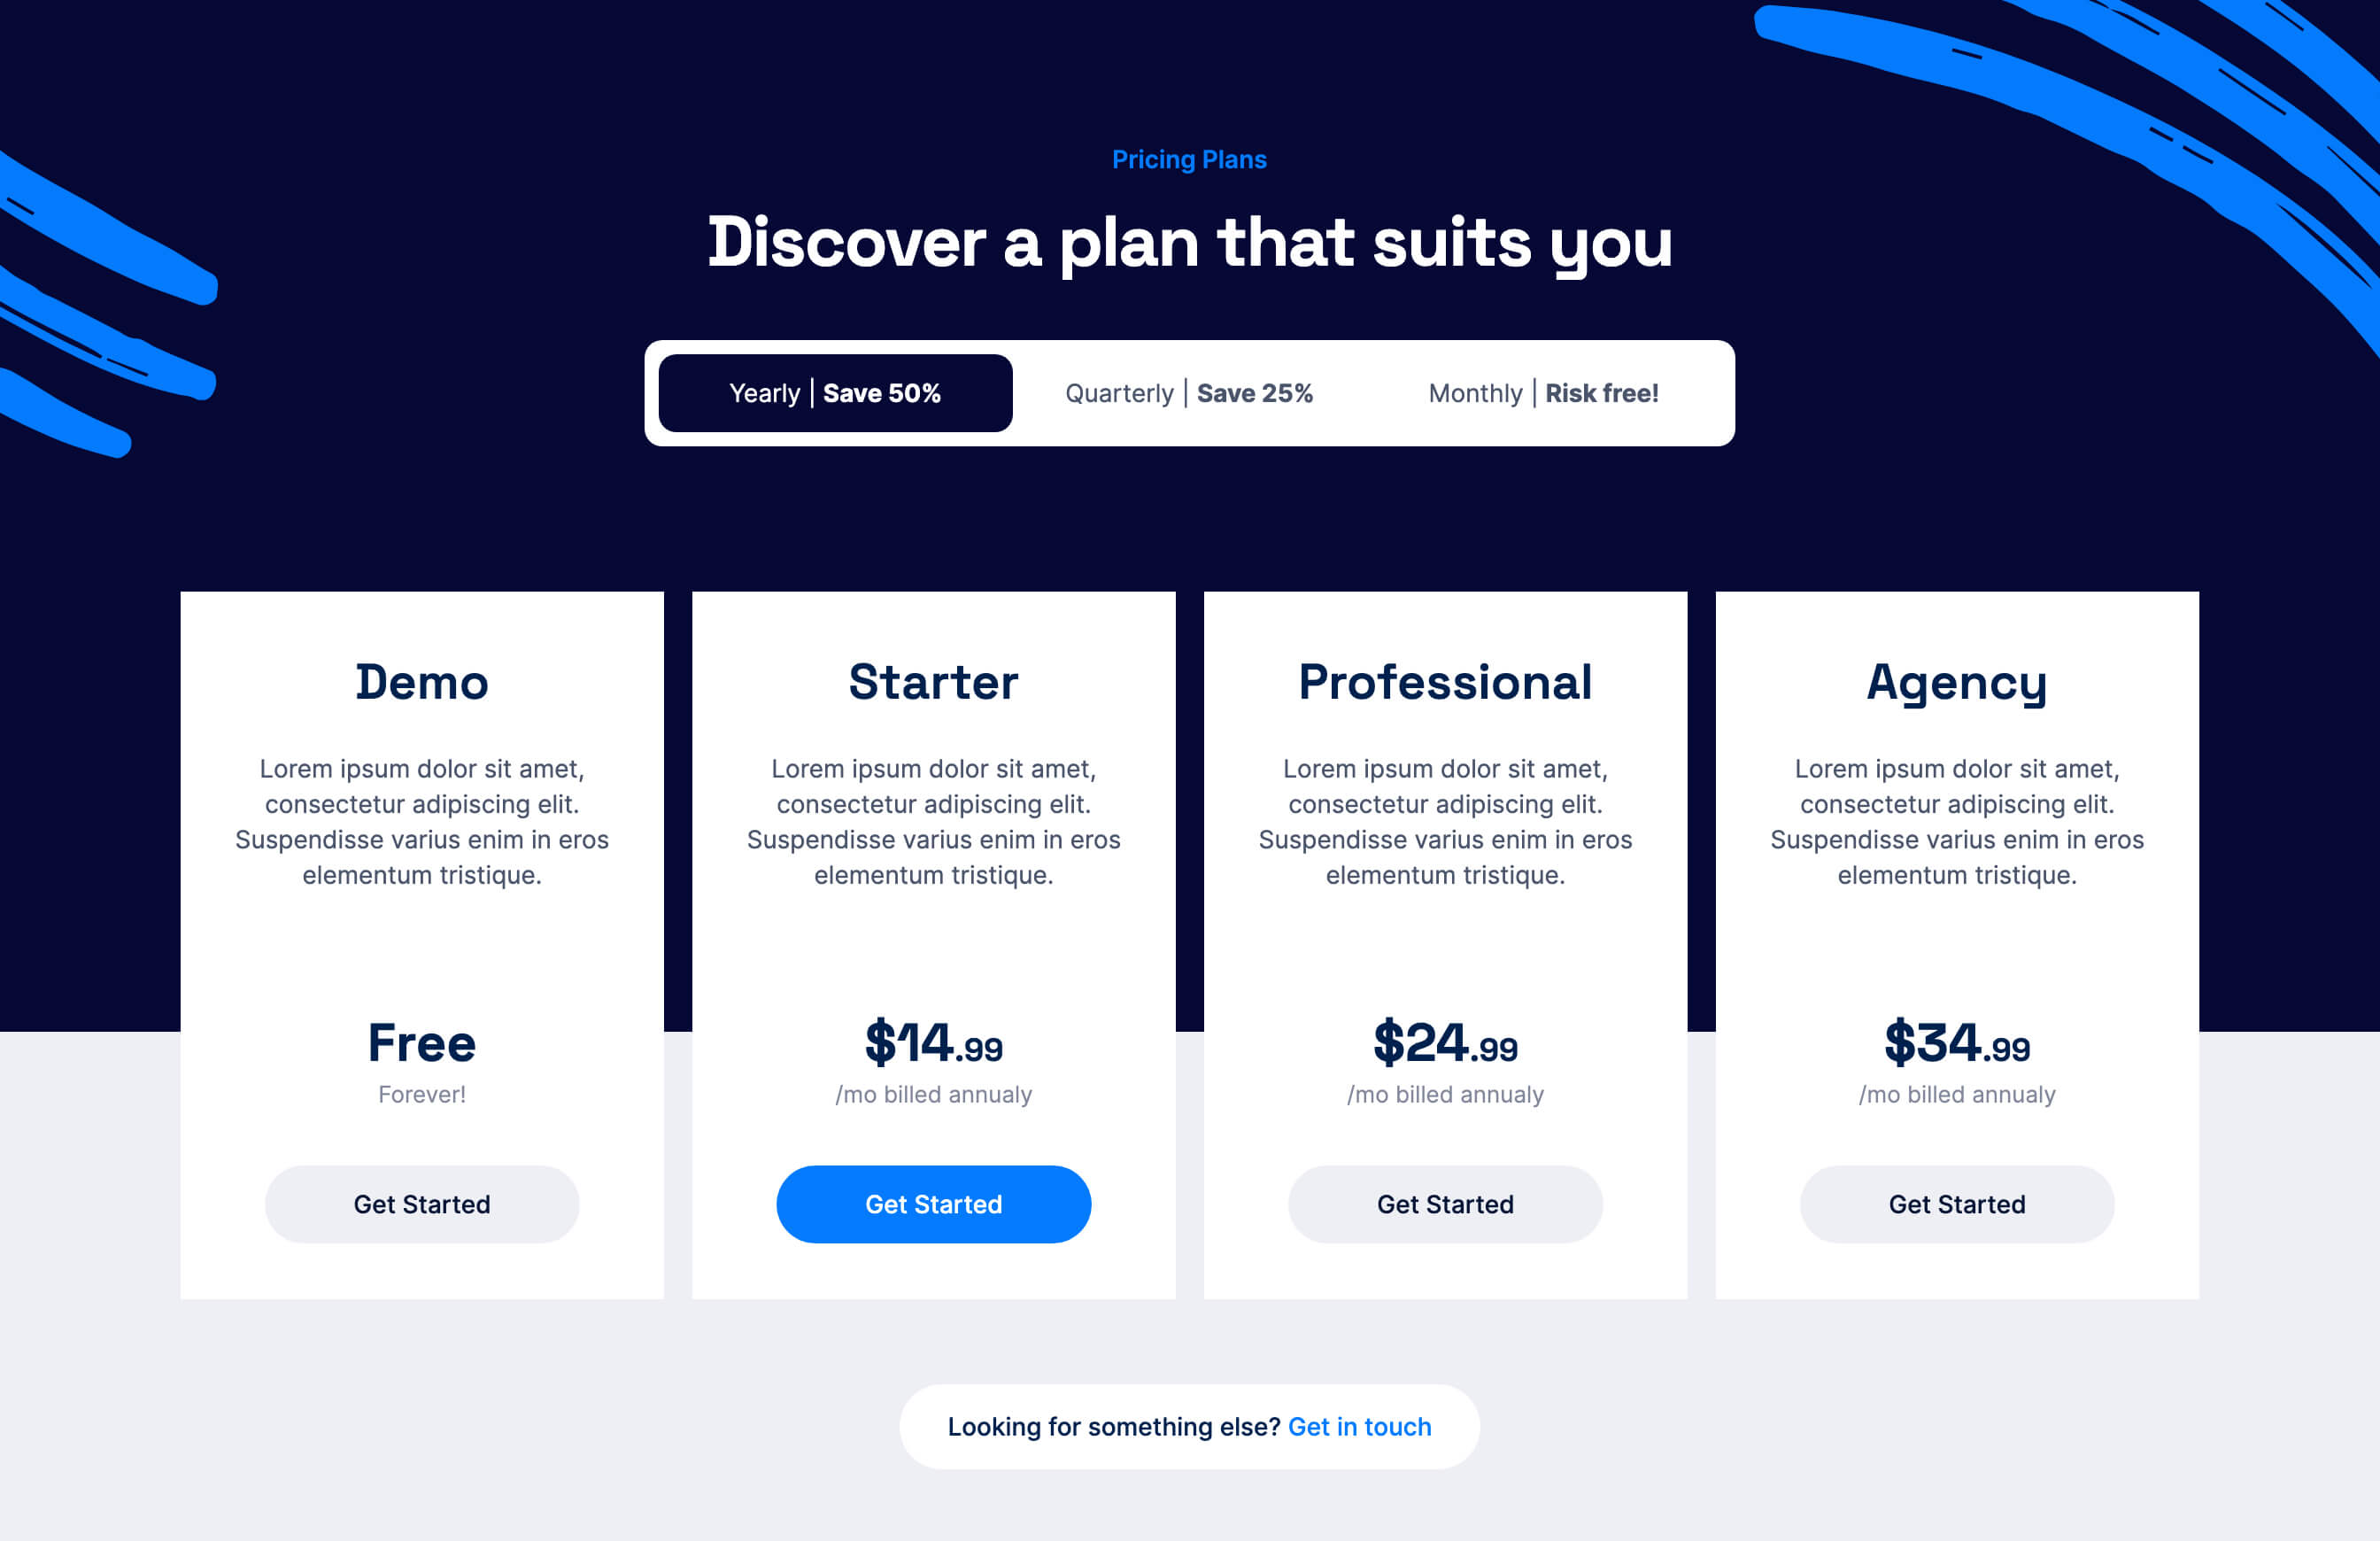 Pricing Plans
Discover a plan that suits you
Yearly | Save 50%
Quarterly | Save 25%
Monthly | Risk free!
Demo
Lorem ipsum dolor sit amet,
consectetur adipiscing elit.
Suspendisse varius enim in eros
elementum tristique.
Free
Forever!
Get Started
Starter
Lorem ipsum dolor sit amet,
consectetur adipiscing elit.
Suspendisse varius enim in eros
elementum tristique.
$14.99
/mo billed annualy
Get Started
Professional
Lorem ipsum dolor sit amet,
consectetur adipiscing elit.
Suspendisse varius enim in eros
elementum tristique.
$24.99
/mo billed annualy
Get Started
Agency
Lorem ipsum dolor sit amet,
consectetur adipiscing elit.
Suspendisse varius enim in eros
elementum tristique.
$34.99
/mo billed annualy
Get Started
Looking for something else? Get in touch